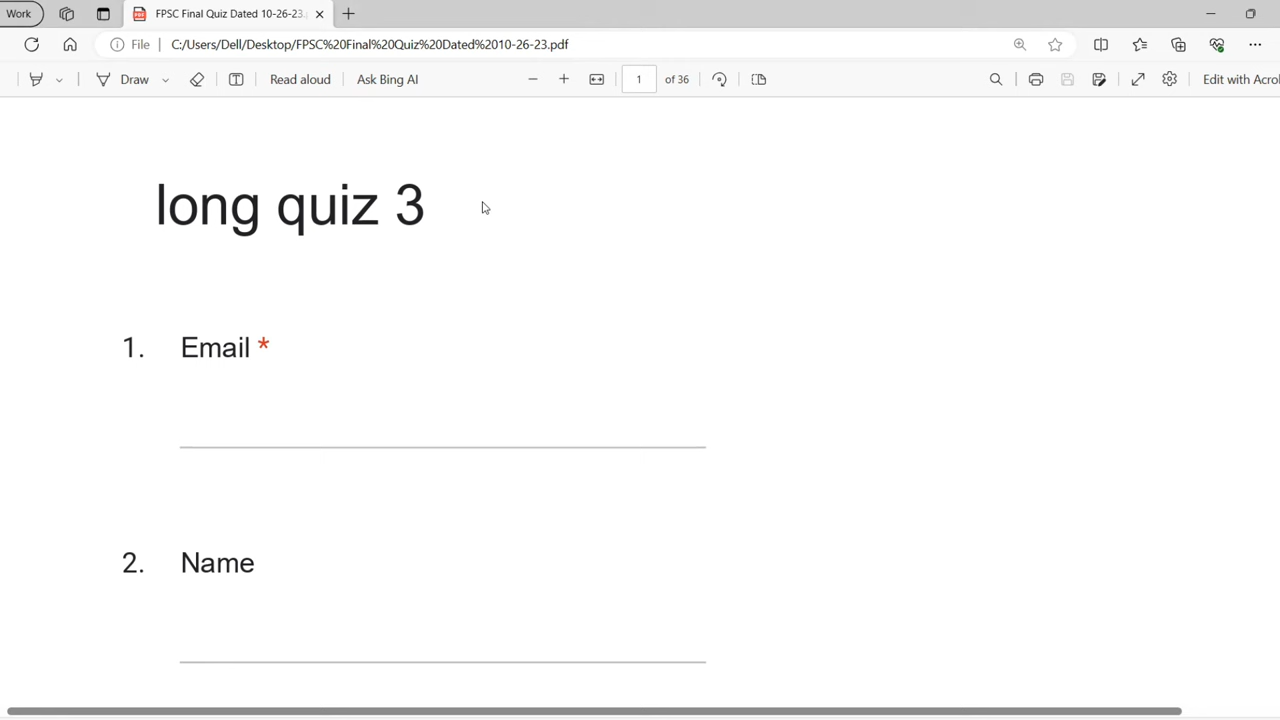 Work
FPSC Final Quiz Dated 10-26-23.
File
C:/Users/Dell/Desktop/FPSC%20Final%20Quiz%20Dated%2010-26-23.pdf
Draw
Read aloud
Ask Bing AI
1 of 36
Edit with Acro
long quiz 3
1. Email *
2. Name